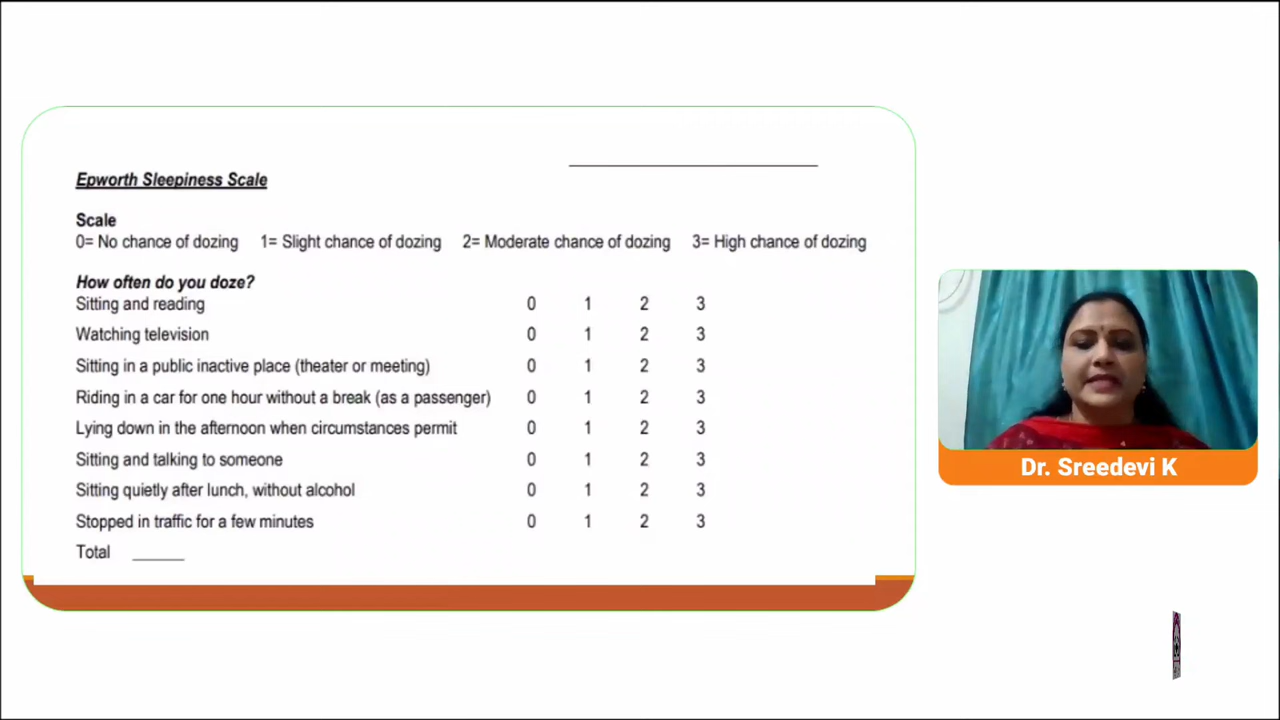 Epworth Sleepiness Scale
Scale
0= No chance of dozing 1= Slight chance of dozing 2= Moderate chance of dozing 3= High chance of dozing
How often do you doze?
Sitting and reading 0 1 2 3
Watching television 0 1 2 3
Sitting in a public inactive place (theater or meeting) 0 1 2 3
Riding in a car for one hour without a break (as a passenger) 0 1 2 3
Lying down in the afternoon when circumstances permit 0 1 2 3
Sitting and talking to someone 0 1 2 3
Sitting quietly after lunch, without alcohol 0 1 2 3
Stopped in traffic for a few minutes 0 1 2 3
Total ______
Dr. Sreedevi K